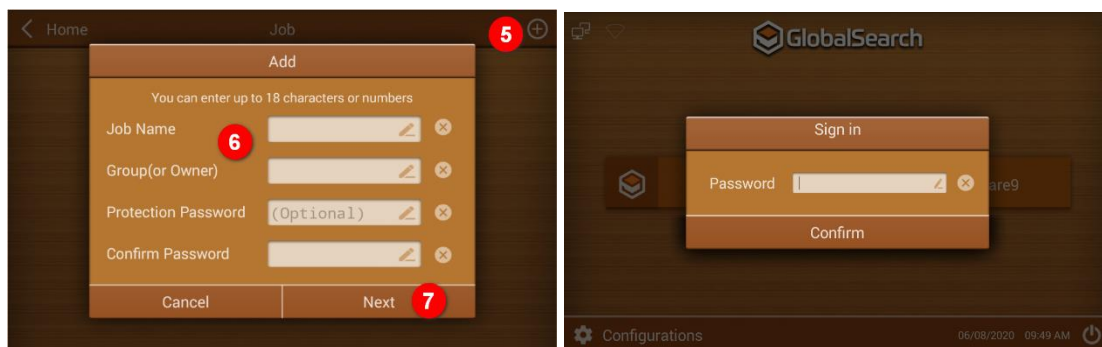 Home
Job
5
Add
You can enter up to 18 characters or numbers
Job Name
6
Group(or Owner)
Protection Password (Optional)
Confirm Password
Cancel
Next
7
GlobalSearch
Sign in
Password
are9
Confirm
Configurations
06/08/2020 09:49 AM